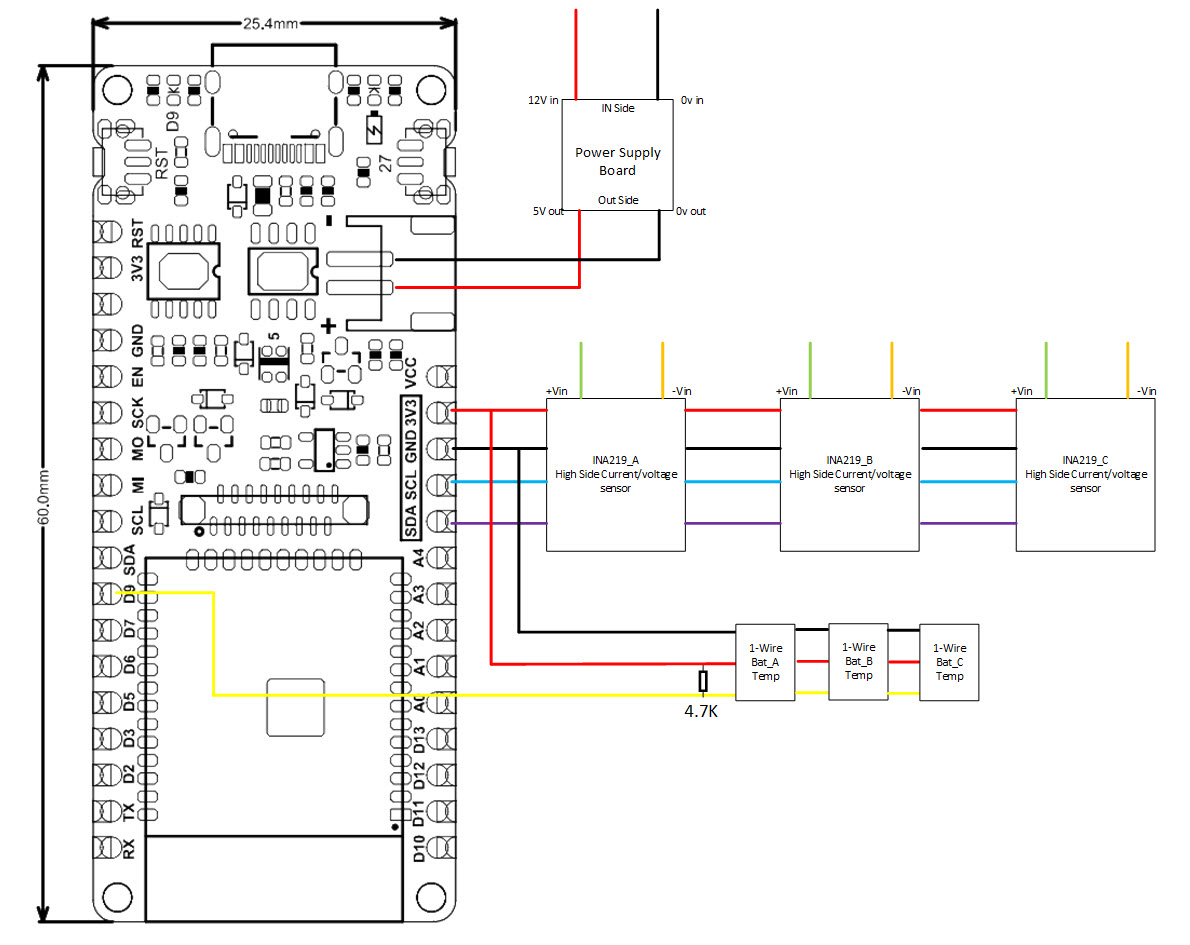 25.4mm
60.0mm
D9
K
K
RST
27
RST
3V3
GND
EN
SCK
MO
MI
SCL
SDA
D9
D7
D6
D5
D3
D2
TX
RX
-
+
5
VCC
3V3
GND
SCL
SDA
A4
A3
A2
A1
A0
D13
D12
D11
D10
12V in
IN Side
0v in
Power Supply
Board
Out Side
5V out
0v out
+Vin
-Vin
INA219_A
High Side Current/voltage
sensor
+Vin
-Vin
INA219_B
High Side Current/voltage
sensor
+Vin
-Vin
INA219_C
High Side Current/voltage
sensor
1-Wire
Bat_A
Temp
1-Wire
Bat_B
Temp
1-Wire
Bat_C
Temp
4.7K